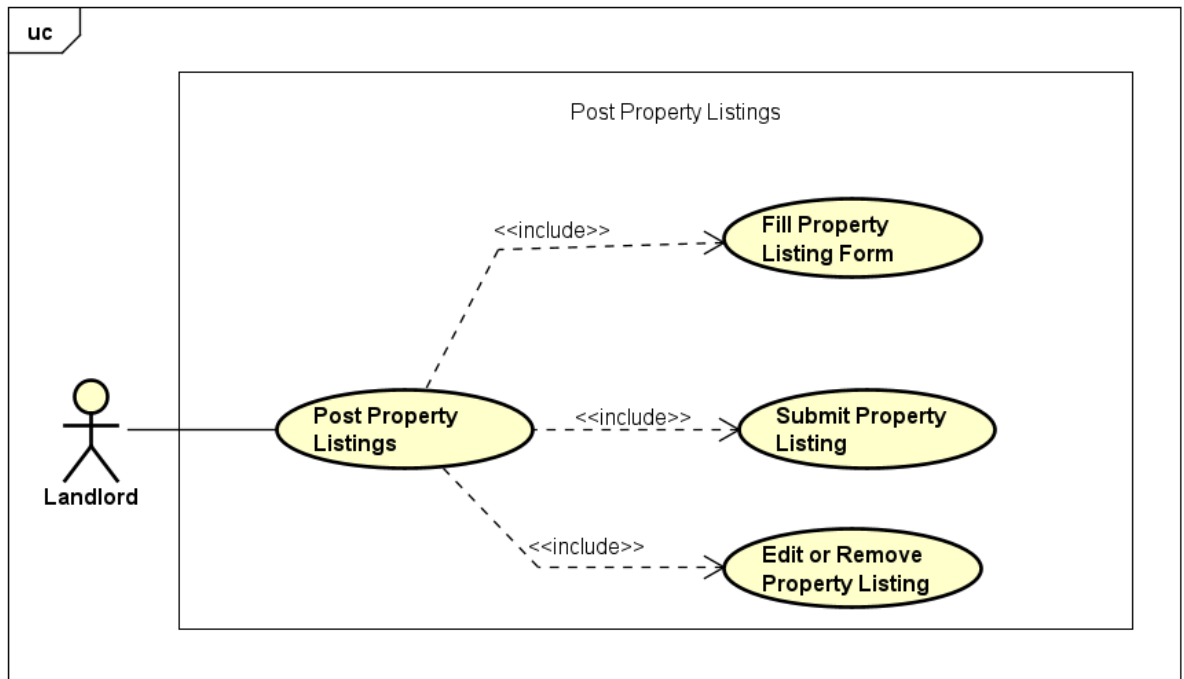 uc
Post Property Listings
<<include>>
Fill Property
Listing Form
Post Property
Listings
<<include>>
Submit Property
Listing
Landlord
<<include>>
Edit or Remove
Property Listing